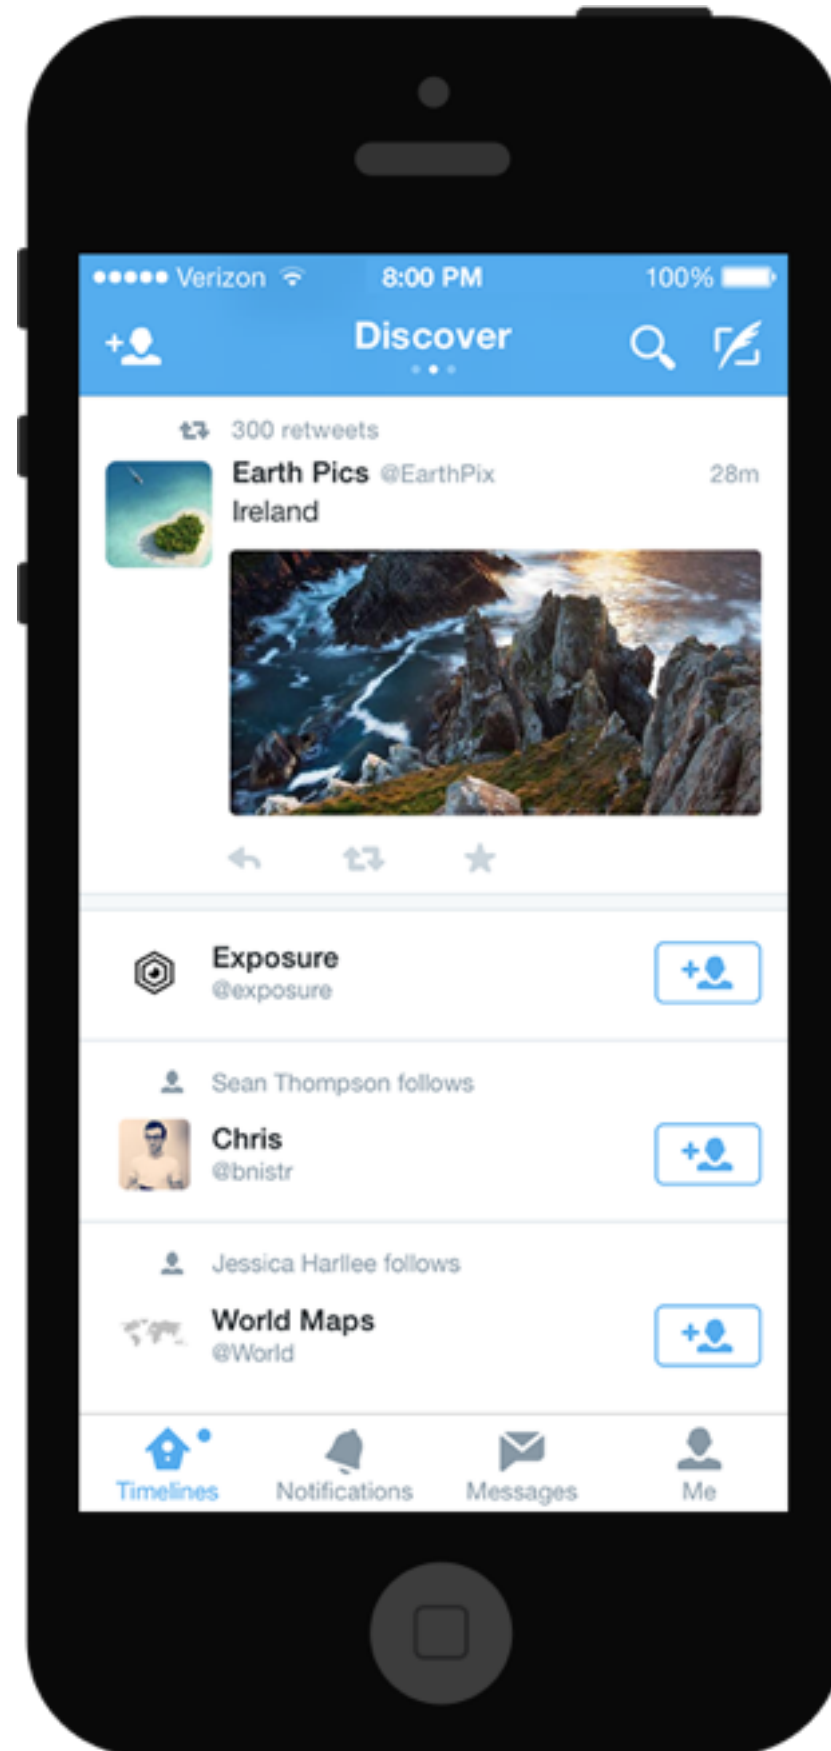 Verizon 8:00 PM 100%
Discover
300 retweets
Earth Pics @EarthPix 28m
Ireland
Exposure
@exposure
Sean Thompson follows
Chris
@bnistr
Jessica Harllee follows
World Maps
@World
Timelines Notifications Messages Me